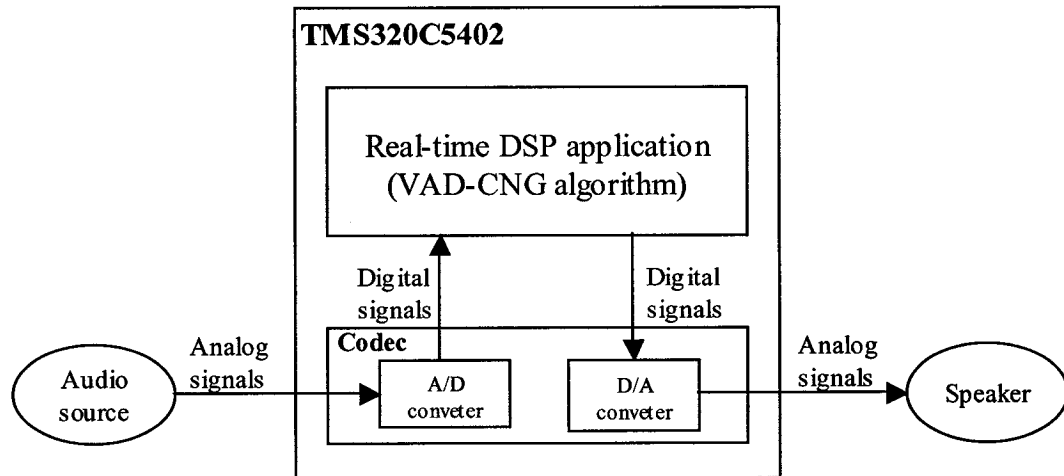 TMS320C5402
Real-time DSP application
(VAD-CNG algorithm)
Digital
signals
Digital
signals
Codec
Analog
signals
Analog
signals
Audio
source
A/D
conveter
D/A
conveter
Speaker